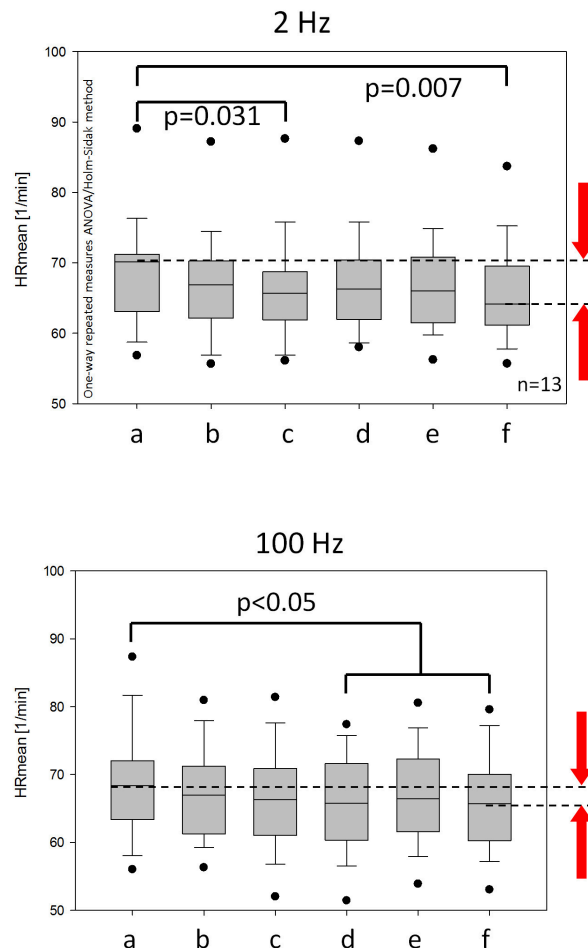 2 Hz
100
90
80
70
60
50
HRmean [1/min]
One-way repeated measures ANOVA/Holm-Sidak method
p=0.007
p=0.031
n=13
a b c d e f
100 Hz
100
90
80
70
60
50
HRmean [1/min]
p<0.05
a b c d e f